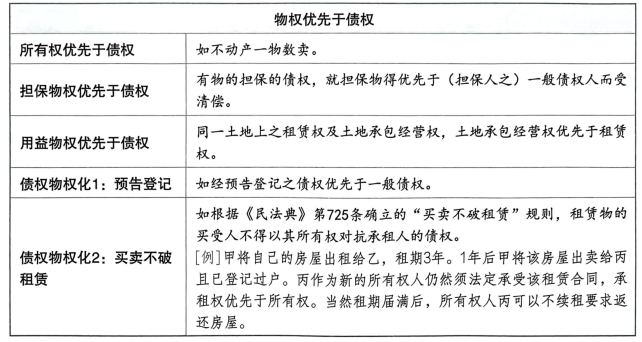 物权优先于债权
所有权优先于债权
如不动产一物数卖。
担保物权优先于债权
有物的担保的债权，就担保物得优先于（担保人之）一般债权人而受
清偿。
用益物权优先于债权
同一土地上之租赁权及土地承包经营权，土地承包经营权优先于租赁
权。
债权物权化1：预告登记
如经预告登记之债权优先于一般债权。
债权物权化2：买卖不破
租赁
如根据《民法典》第725条确立的“买卖不破租赁”规则，租赁物的
买受人不得以其所有权对抗承租人的债权。
[例]甲将自己的房屋出租给乙，租期3年。1年后甲将该房屋出卖给丙
且已登记过户。丙作为新的所有权人仍然须法定承受该租赁合同，承
租权优先于所有权。当然租期届满后，所有权人丙可以不续租要求返
还房屋。